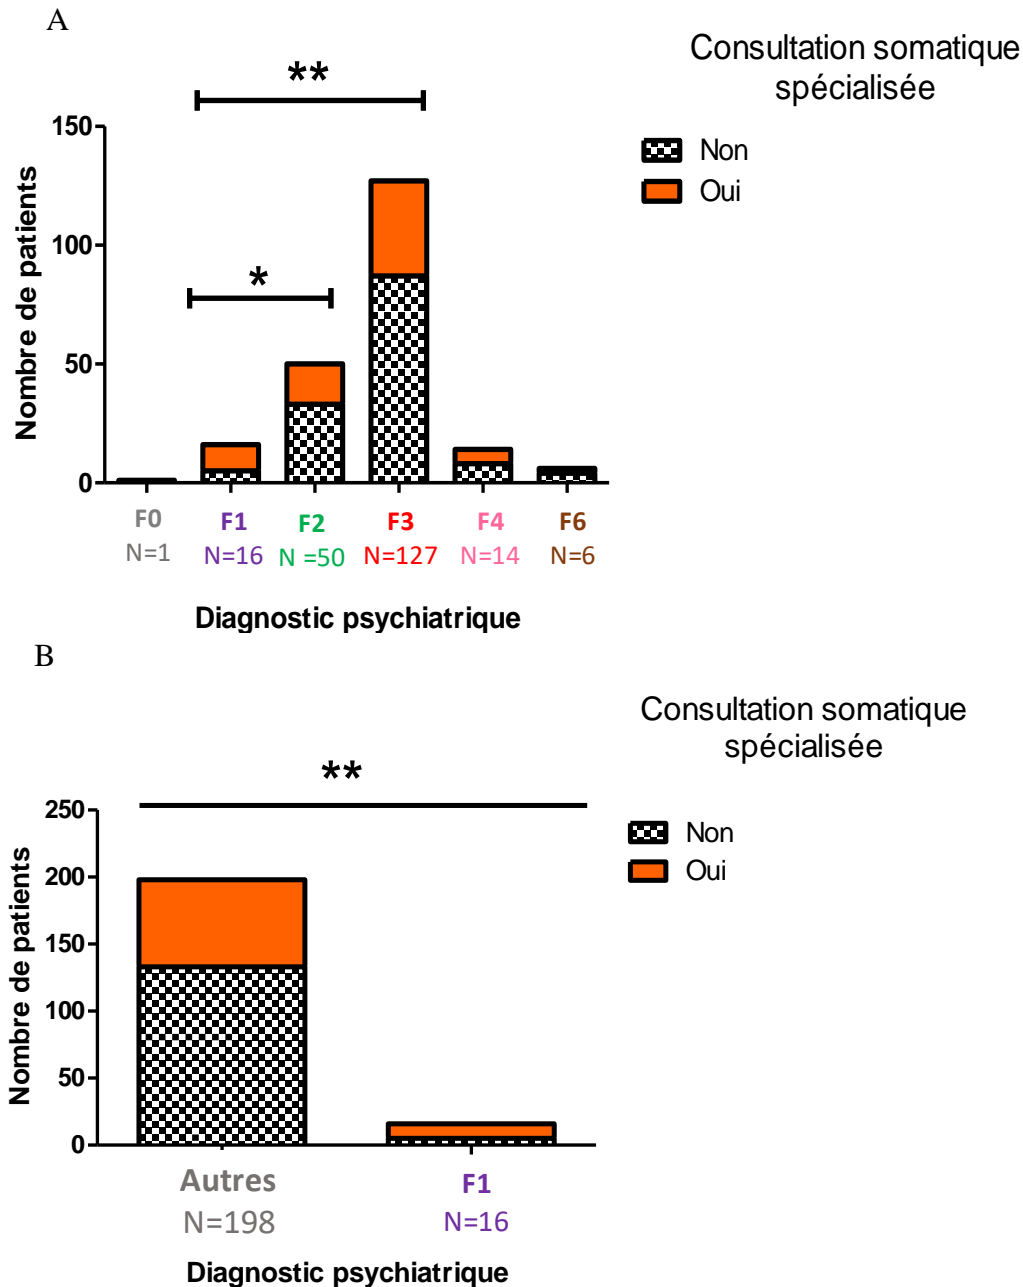 A
Consultation somatique
spécialisée
Non
Oui
**
*
150
100
50
0
Nombre de patients
F0 F1 F2 F3 F4 F6
N=1 N=16 N =50 N=127 N=14 N=6
Diagnostic psychiatrique
B
Consultation somatique
spécialisée
Non
Oui
**
250
200
150
100
50
0
Nombre de patients
Autres F1
N=198 N=16
Diagnostic psychiatrique